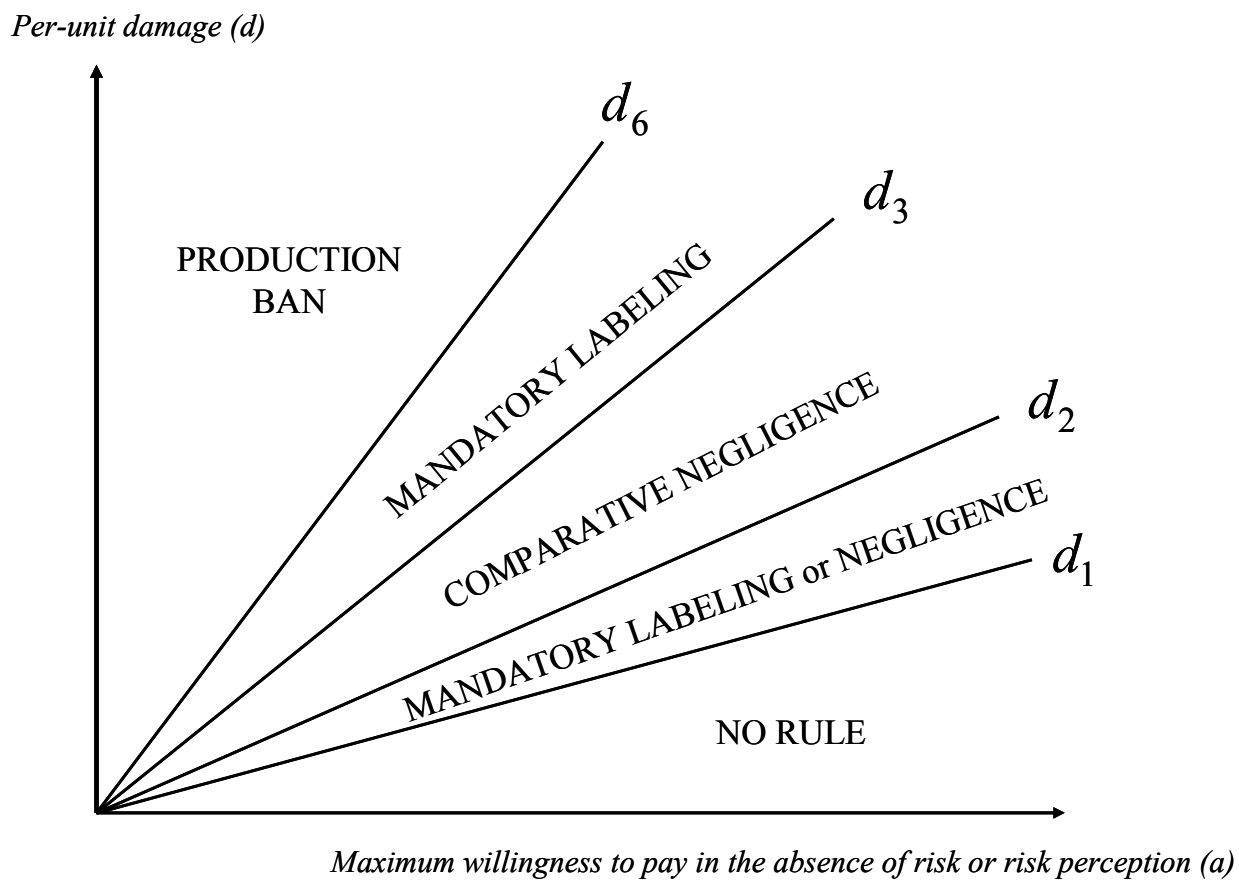 Per-unit damage (d)
d6
d3
PRODUCTION
BAN
MANDATORY LABELING
COMPARATIVE NEGLIGENCE
d2
MANDATORY LABELING or NEGLIGENCE
d1
NO RULE
Maximum willingness to pay in the absence of risk or risk perception (a)